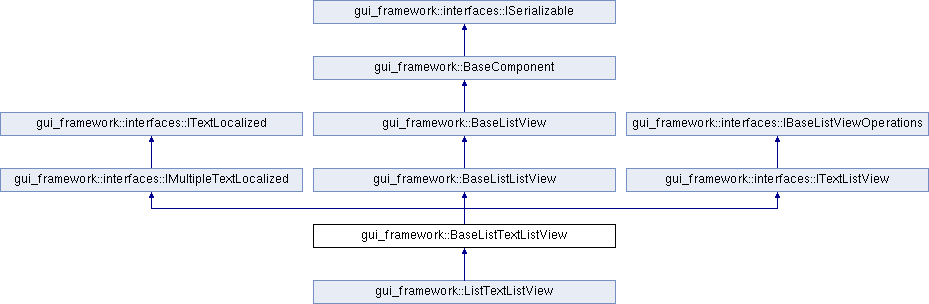 gui_framework::interfaces::ISerializable
gui_framework::BaseComponent
gui_framework::interfaces::ITextLocalized
gui_framework::BaseListView
gui_framework::interfaces::IBaseListViewOperations
gui_framework::interfaces::IMultipleTextLocalized
gui_framework::BaseListListView
gui_framework::interfaces::ITextListView
gui_framework::BaseListTextListView
gui_framework::ListTextListView